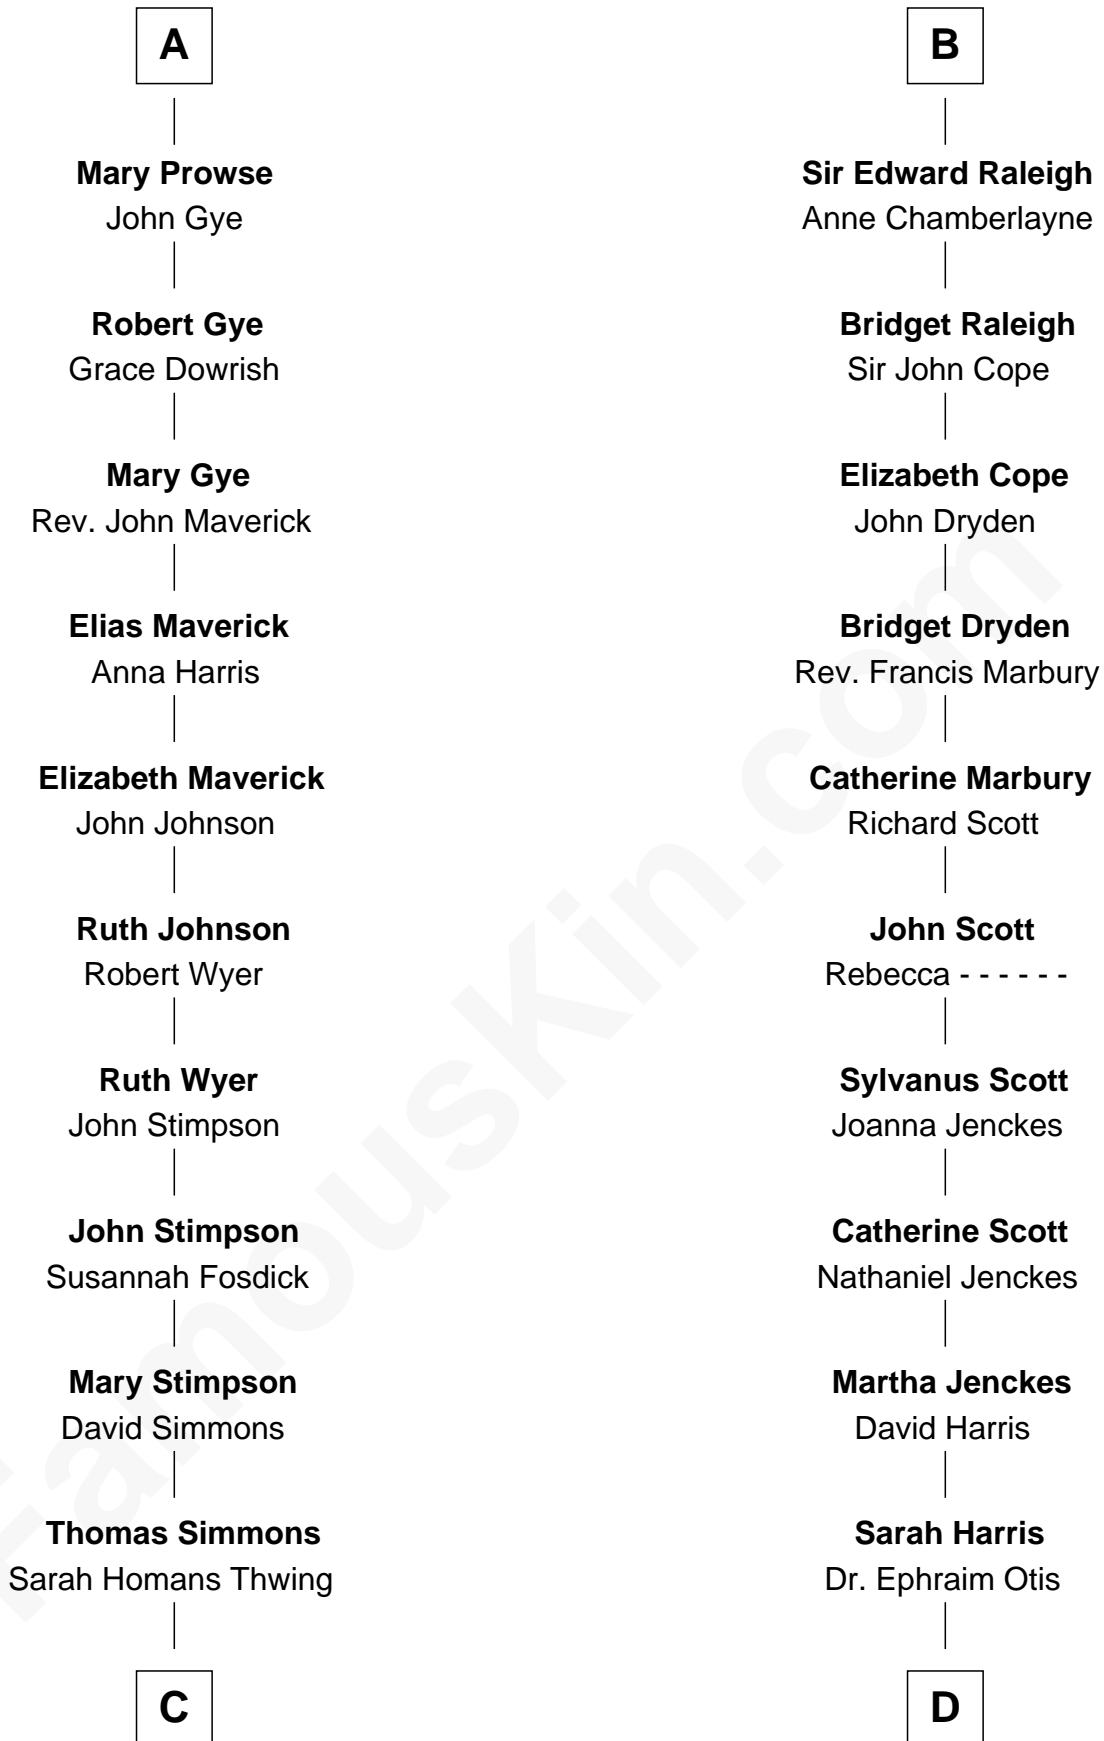 A
Mary Prowse
John Gye
Robert Gye
Grace Dowrish
Mary Gye
Rev. John Maverick
Elias Maverick
Anna Harris
Elizabeth Maverick
John Johnson
Ruth Johnson
Robert Wyer
Ruth Wyer
John Stimpson
John Stimpson
Susannah Fosdick
Mary Stimpson
David Simmons
Thomas Simmons
Sarah Homans Thwing
C
B
Sir Edward Raleigh
Anne Chamberlayne
Bridget Raleigh
Sir John Cope
Elizabeth Cope
John Dryden
Bridget Dryden
Rev. Francis Marbury
Catherine Marbury
Richard Scott
John Scott
Rebecca - - - - - -
Sylvanus Scott
Joanna Jenckes
Catherine Scott
Nathaniel Jenckes
Martha Jenckes
David Harris
Sarah Harris
Dr. Ephraim Otis
D
FamousKin.com